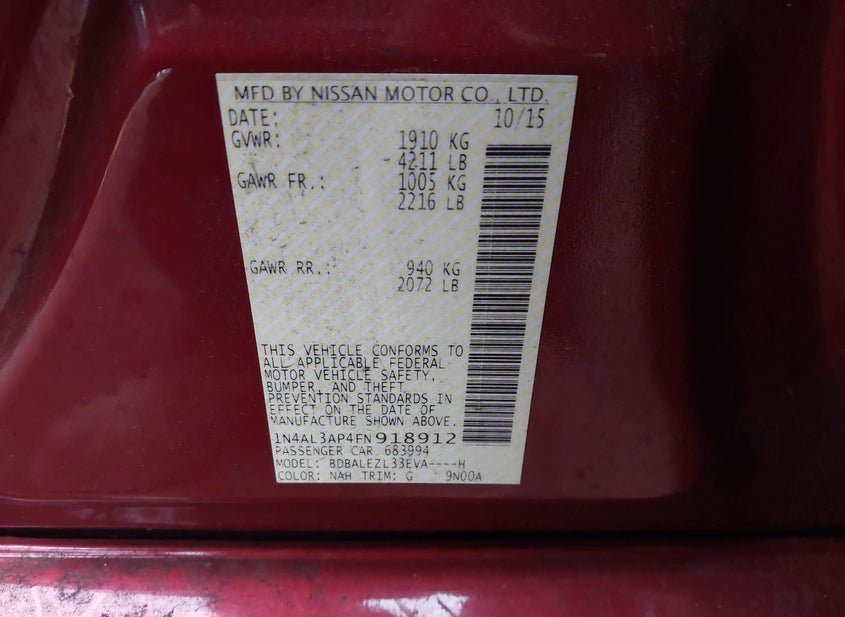 MFD BY NISSAN MOTOR CO., LTD.
DATE: 10/15
GVWR: 1910 KG
4211 LB
GAWR FR.: 1005 KG
2216 LB
GAWR RR.: 940 KG
2072 LB
THIS VEHICLE CONFORMS TO
ALL APPLICABLE FEDERAL
MOTOR VEHICLE SAFETY,
BUMPER, AND THEFT
PREVENTION STANDARDS IN
EFFECT ON THE DATE OF
MANUFACTURE SHOWN ABOVE.
1N4AL3AP4FN918912
PASSENGER CAR 683994
MODEL: BDBALEZL33EVA----H
COLOR: NAH TRIM: G 9N00A